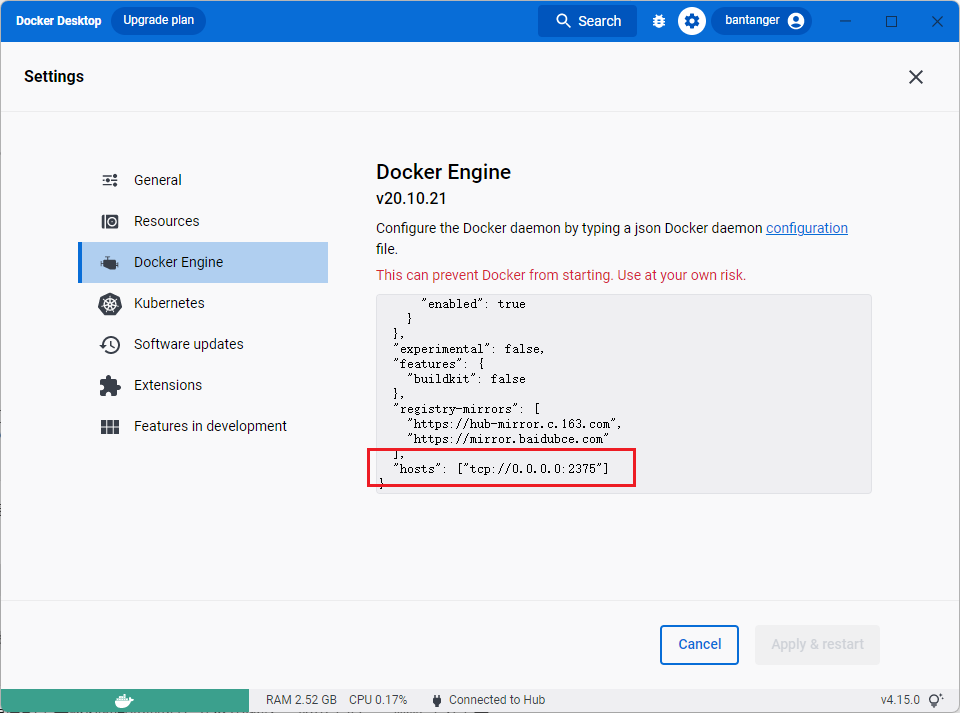 Docker Desktop
Upgrade plan
Search
bantanger
Settings
General
Resources
Docker Engine
Kubernetes
Software updates
Extensions
Features in development
Docker Engine
v20.10.21
Configure the Docker daemon by typing a json Docker daemon configuration
file.
This can prevent Docker from starting. Use at your own risk.
"enabled": true
}
},
"experimental": false,
"features": {
"buildkit": false
},
"registry-mirrors": [
"https://hub-mirror.c.163.com",
"https://mirror.baidubce.com"
],
"hosts": ["tcp://0.0.0.0:2375"]
}
Cancel
Apply & restart
RAM 2.52 GB CPU 0.17% Connected to Hub
v4.15.0